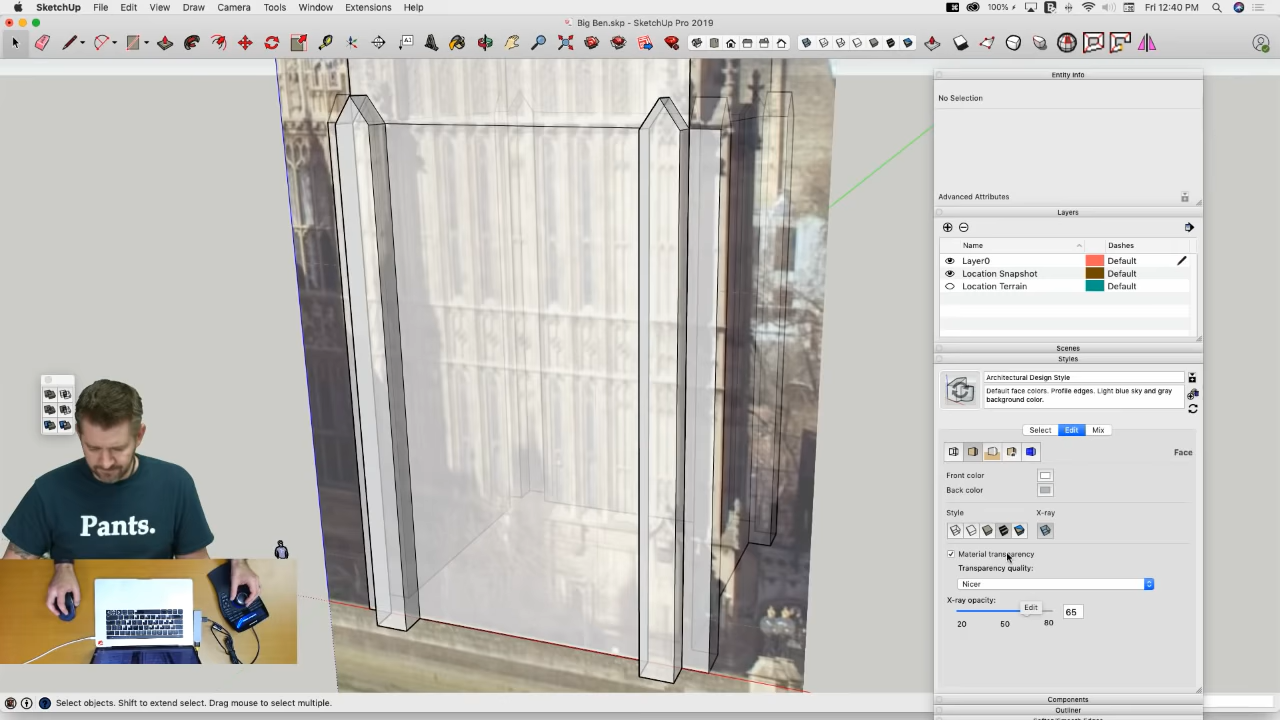 SketchUp File Edit View Draw Camera Tools Window Extensions Help 100% Fri 12:40 PM
Big Ben.skp - SketchUp Pro 2019
A1
Entity Info
No Selection
Advanced Attributes
Layers
Name Dashes
Layer0 Default
Location Snapshot Default
Location Terrain Default
Scenes
Styles
Architectural Design Style
Default face colors. Profile edges. Light blue sky and gray
background color.
Select Edit Mix
Face
Front color
Back color
Style X-ray
Material transparency
Transparency quality:
Nicer
X-ray opacity:
Edit
65
20 50 80
Components
Outliner
Pants.
Select objects. Shift to extend select. Drag mouse to select multiple.